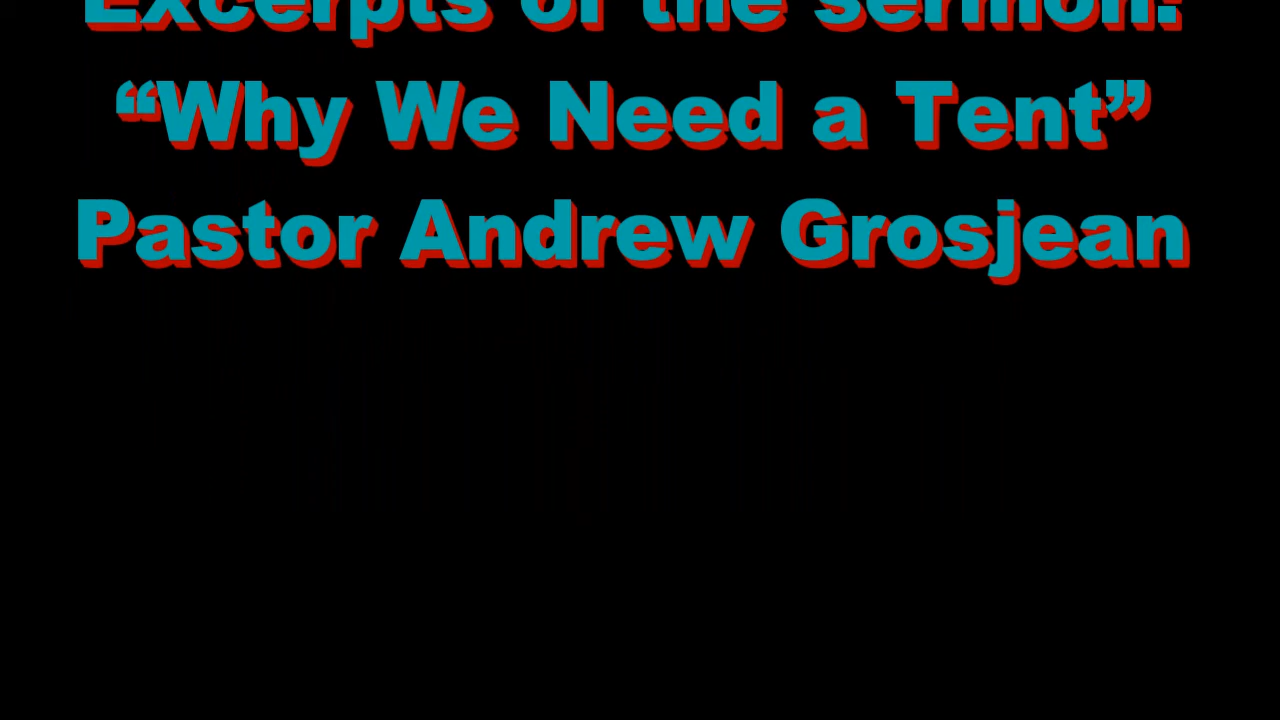 Excerpts of the sermon:
“Why We Need a Tent”
Pastor Andrew Grosjean